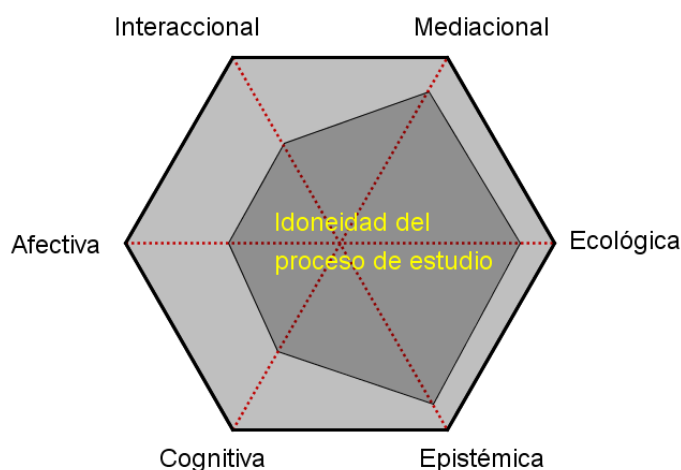 Interaccional
Mediacional
Afectiva
Idoneidad del
proceso de estudio
Ecológica
Cognitiva
Epistémica